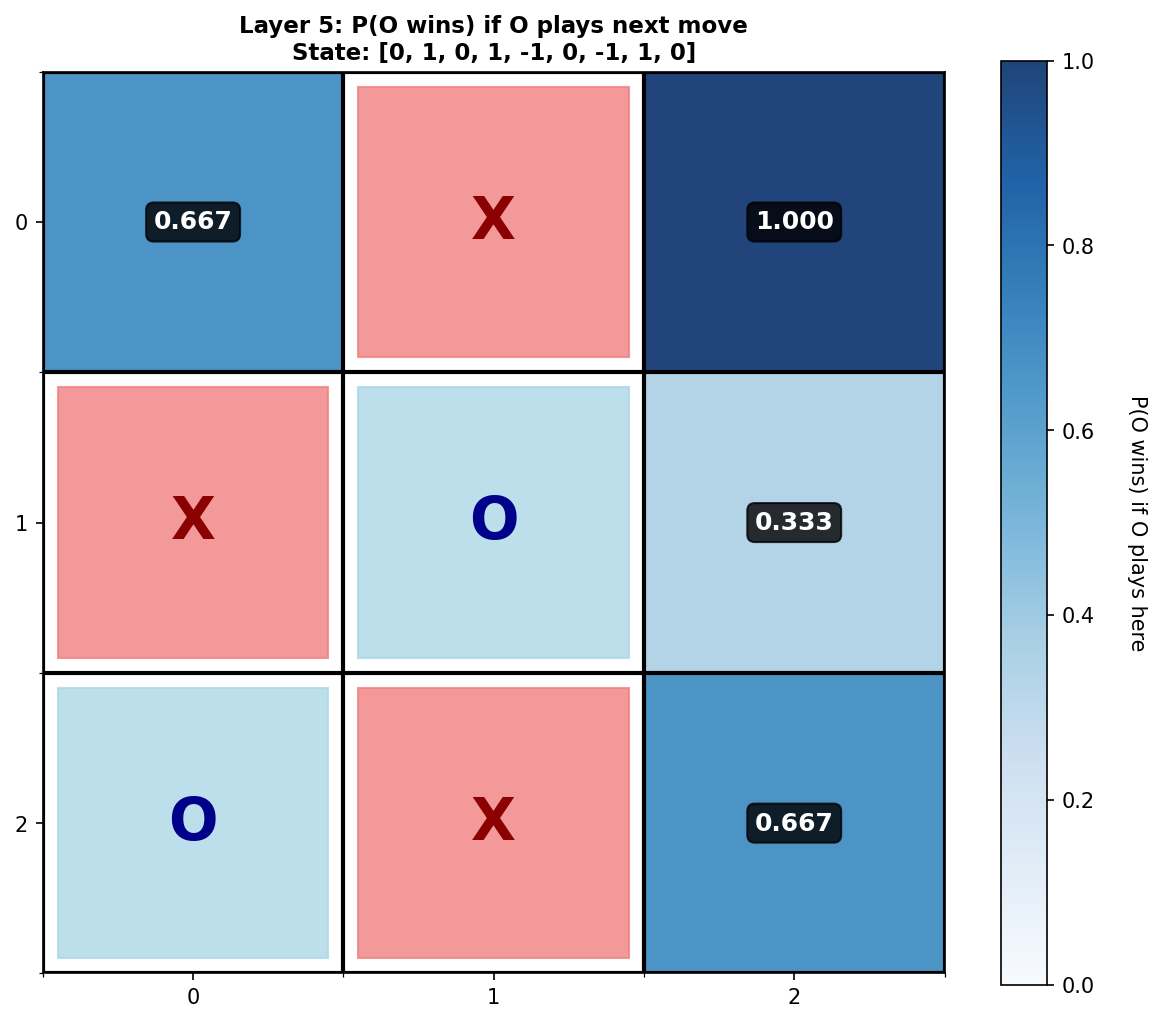 Layer 5: P(O wins) if O plays next move
State: [0, 1, 0, 1, -1, 0, -1, 1, 0]
0.667
X
1.000
X
O
0.333
O
X
0.667
0
1
2
0
1
2
1.0
0.8
0.6
0.4
0.2
0.0
P(O wins) if O plays here